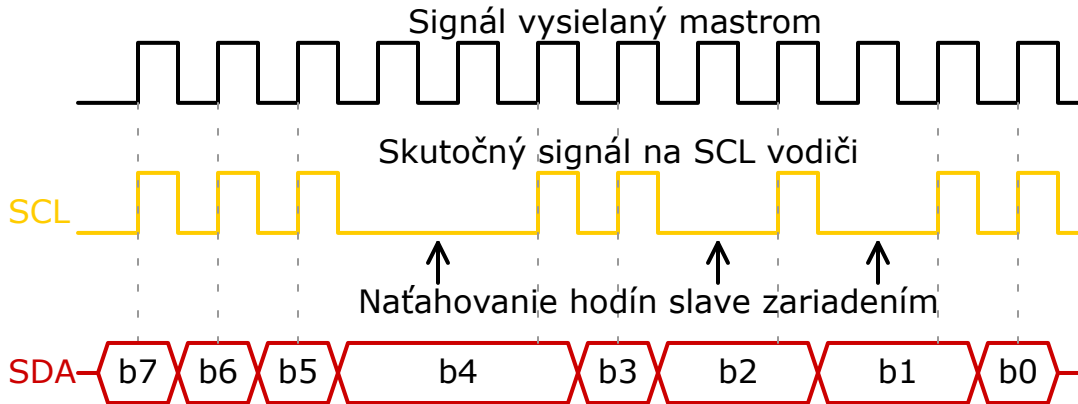 Signál vysielaný mastrom
Skutočný signál na SCL vodiči
SCL
Naťahovanie hodín slave zariadením
SDA b7 b6 b5 b4 b3 b2 b1 b0